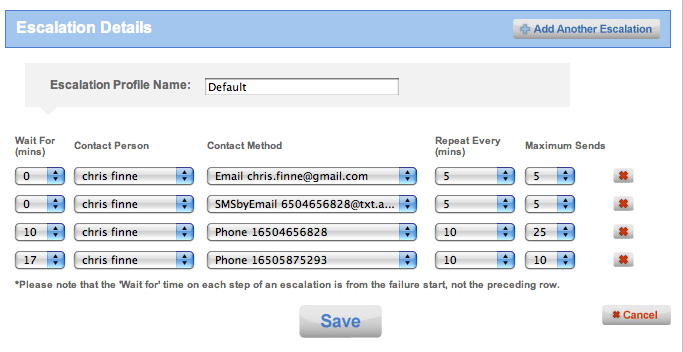 Escalation Details
Add Another Escalation
Escalation Profile Name: Default
Wait For (mins) Contact Person Contact Method Repeat Every (mins) Maximum Sends
0 chris finne Email chris.finne@gmail.com 5 5
0 chris finne SMSbyEmail 6504656828@txt.a... 5 5
10 chris finne Phone 16504656828 10 25
17 chris finne Phone 16505875293 10 10
*Please note that the 'Wait for' time on each step of an escalation is from the failure start, not the preceding row.
Save
Cancel